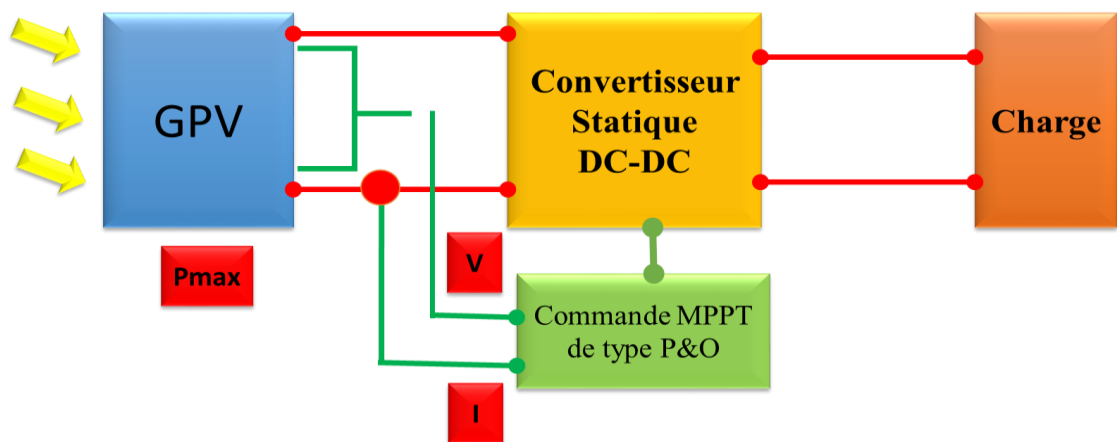 GPV
Convertisseur
Statique
DC-DC
Charge
Pmax
V
Commande MPPT
de type P&O
I